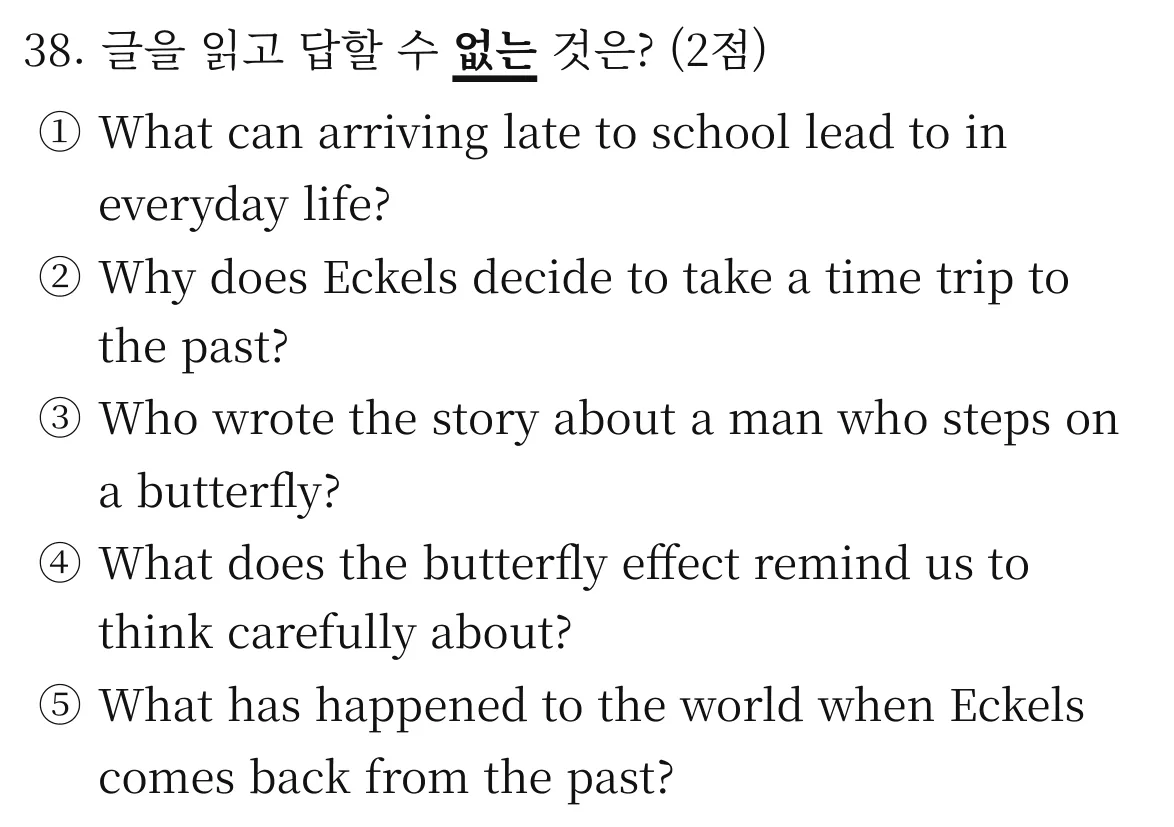 38. 글을 읽고 답할 수 없는 것은? (2점)
① What can arriving late to school lead to in
everyday life?
② Why does Eckels decide to take a time trip to
the past?
③ Who wrote the story about a man who steps on
a butterfly?
④ What does the butterfly effect remind us to
think carefully about?
⑤ What has happened to the world when Eckels
comes back from the past?